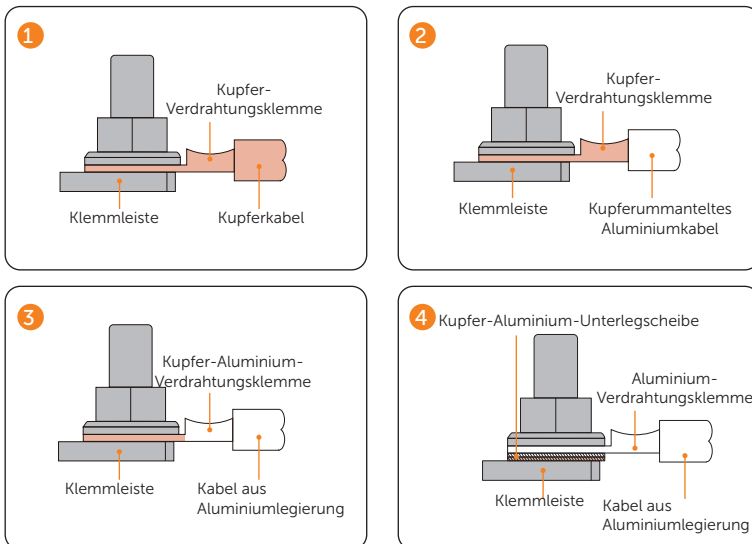 1
Kupfer-
Verdrahtungsklemme
Klemmleiste
Kupferkabel
2
Kupfer-
Verdrahtungsklemme
Klemmleiste
Kupferummanteltes
Aluminiumkabel
3
Kupfer-Aluminium-
Verdrahtungsklemme
Klemmleiste
Kabel aus
Aluminiumlegierung
4
Kupfer-Aluminium-Unterlegscheibe
Aluminium-
Verdrahtungsklemme
Klemmleiste
Kabel aus
Aluminiumlegierung